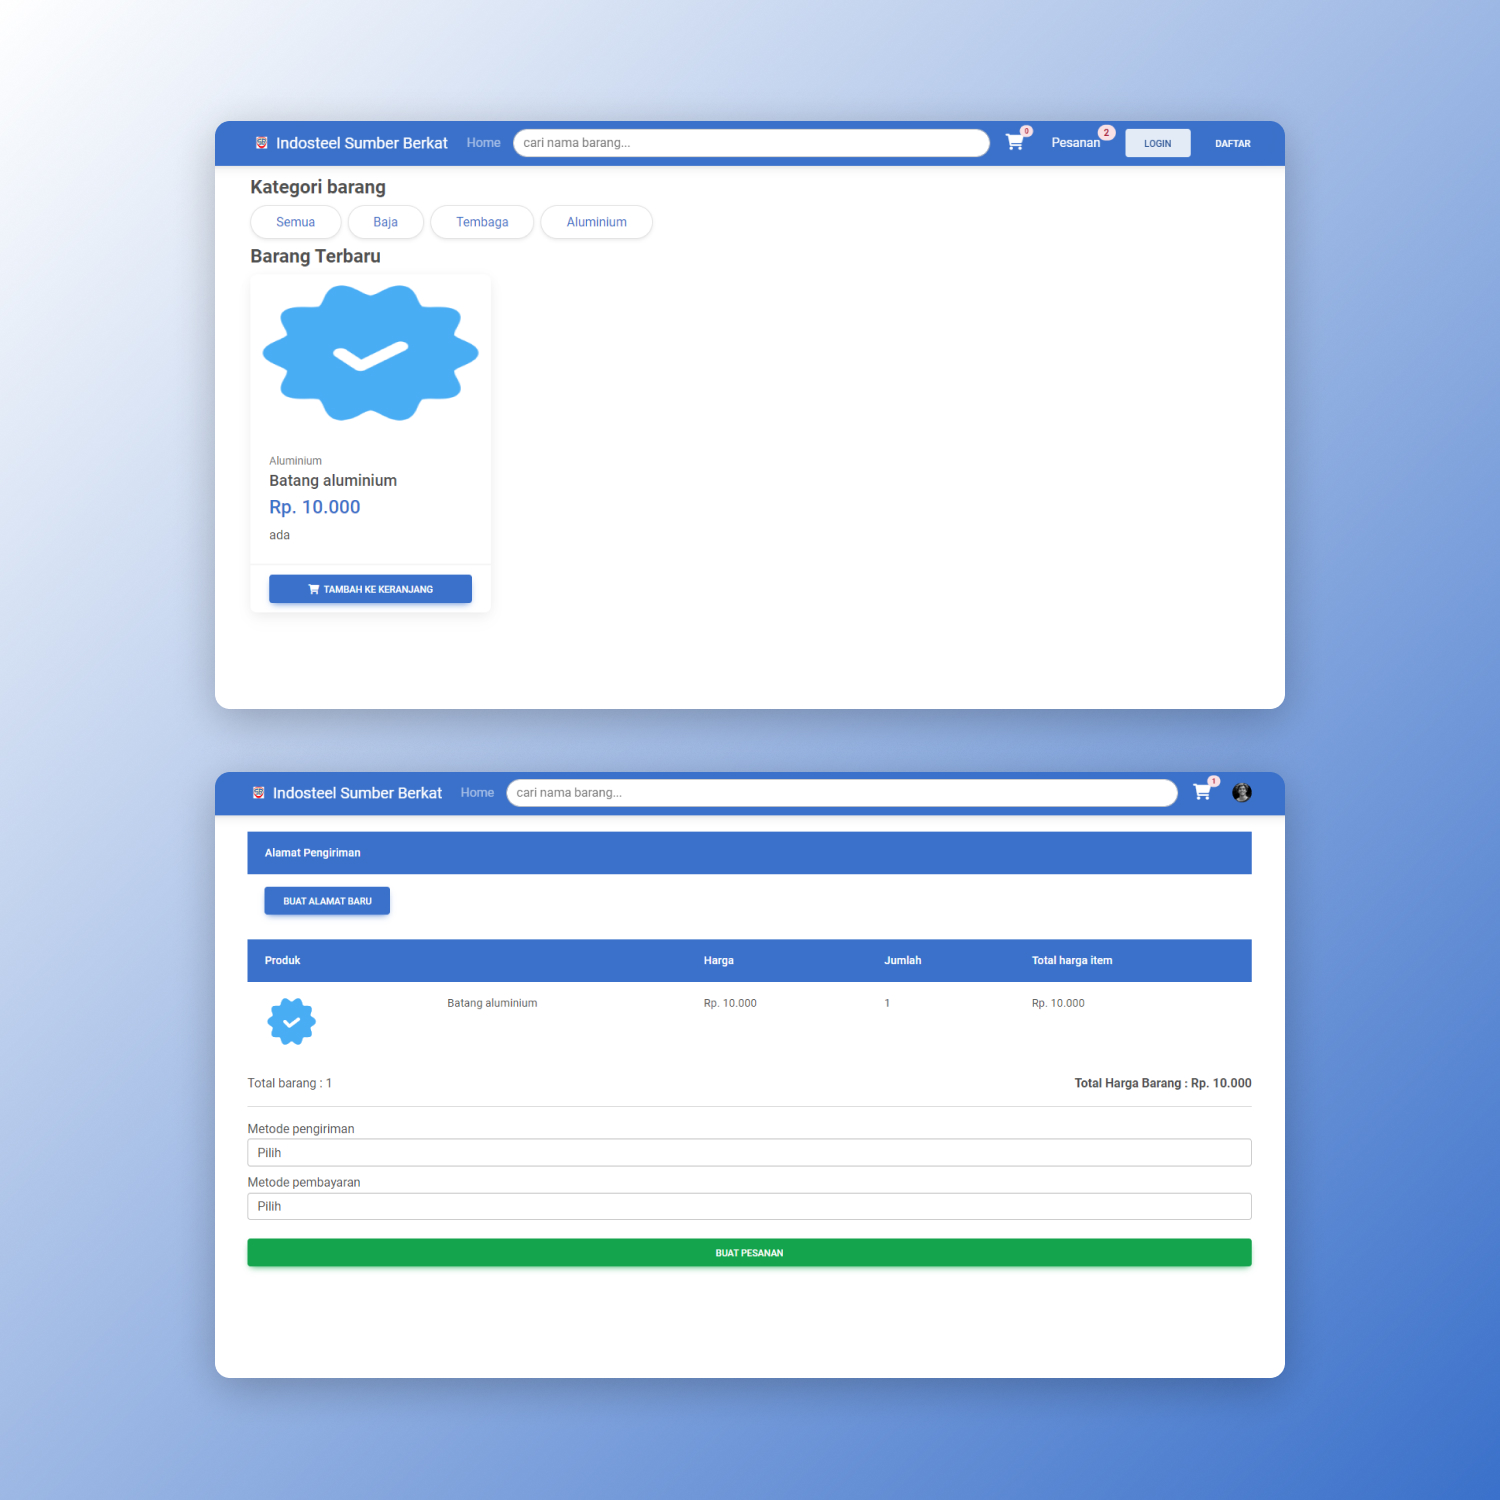 Indosteel Sumber Berkat Home cari nama barang... 0 Pesanan 2 LOGIN DAFTAR
Kategori barang
Semua Baja Tembaga Aluminium
Barang Terbaru
Aluminium
Batang aluminium
Rp. 10.000
ada
TAMBAH KE KERANJANG
Indosteel Sumber Berkat Home cari nama barang... 1
Alamat Pengiriman
BUAT ALAMAT BARU
Produk Harga Jumlah Total harga item
Batang aluminium Rp. 10.000 1 Rp. 10.000
Total barang : 1 Total Harga Barang : Rp. 10.000
Metode pengiriman
Pilih
Metode pembayaran
Pilih
BUAT PESANAN